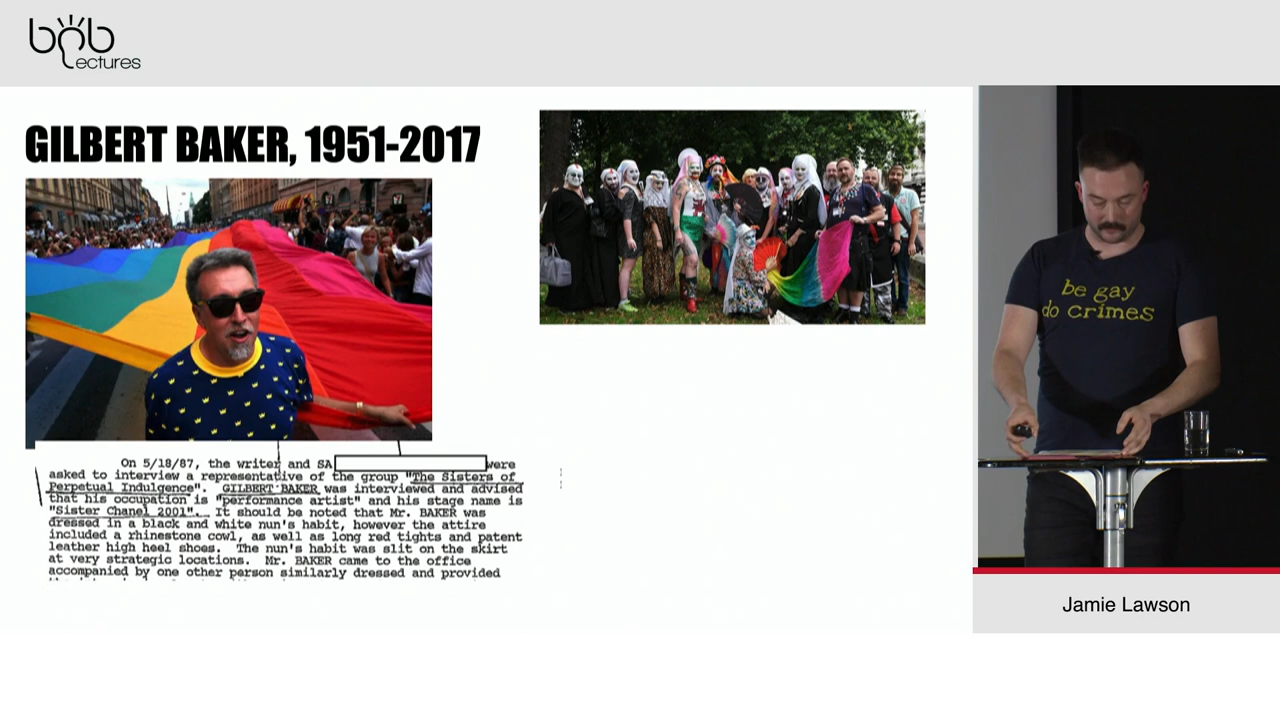 bob
Lectures
GILBERT BAKER, 1951-2017
On 5/18/87, the writer and SA were
asked to interview a representative of the group "The Sisters of
Perpetual Indulgence". GILBERT BAKER was interviewed and advised
that his occupation is "performance artist" and his stage name is
"Sister Chanel 2001". It should be noted that Mr. BAKER was
dressed in a black and white nun's habit, however the attire
included a rhinestone cowl, as well as long red tights and patent
leather high heel shoes. The nun's habit was slit on the skirt
at very strategic locations. Mr. BAKER came to the office
accompanied by one other person similarly dressed and provided
be gay
do crimes
Jamie Lawson